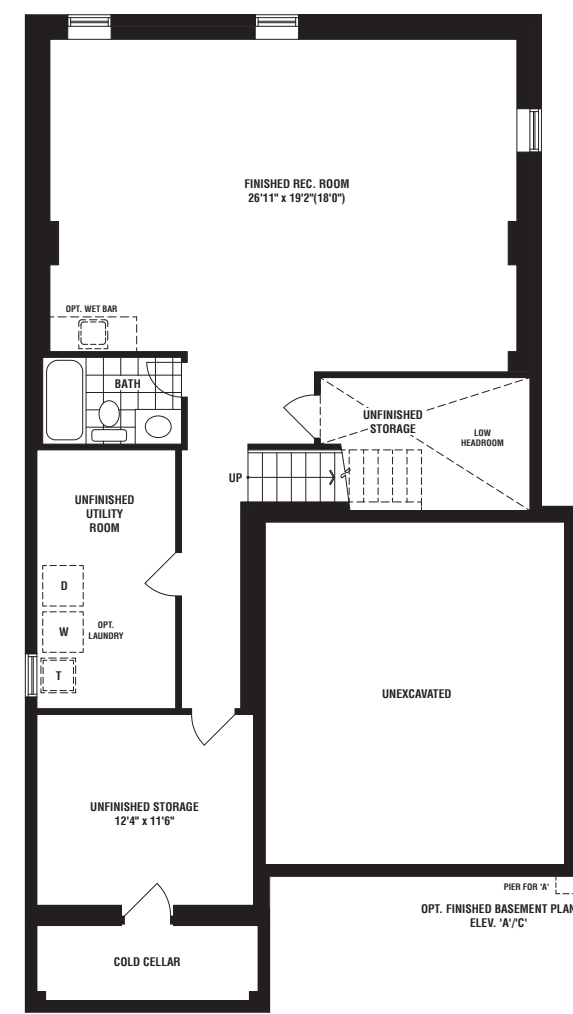 FINISHED REC. ROOM
26'11" x 19'2"(18'0")
OPT. WET BAR
BATH
UNFINISHED
STORAGE
LOW
HEADROOM
UP
UNFINISHED
UTILITY
ROOM
D
W
OPT.
LAUNDRY
T
UNEXCAVATED
UNFINISHED STORAGE
12'4" x 11'6"
PIER FOR 'A'
OPT. FINISHED BASEMENT PLAN
ELEV. 'A'/'C'
COLD CELLAR